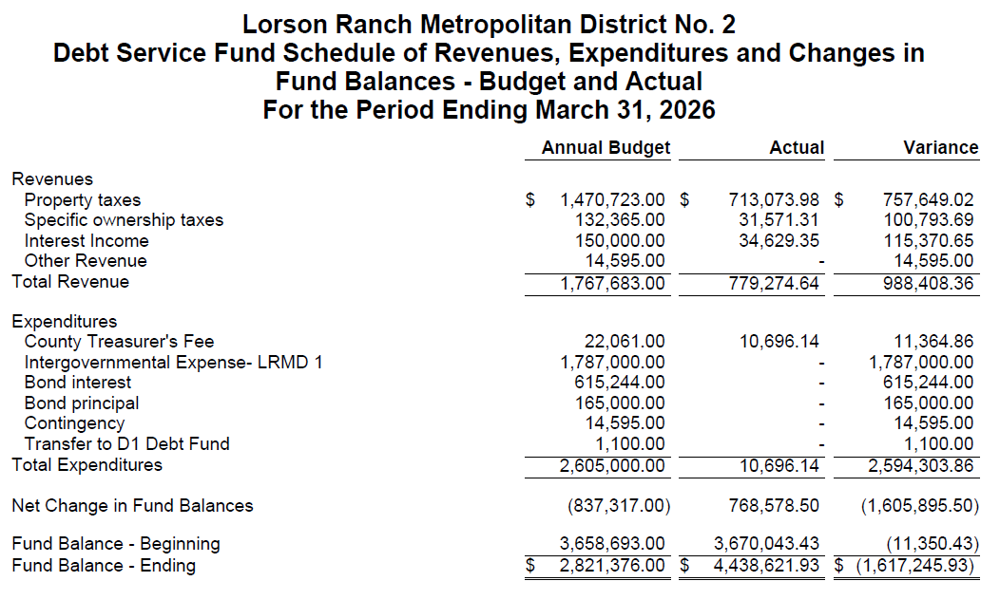 Lorson Ranch Metropolitan District No. 2
Debt Service Fund Schedule of Revenues, Expenditures and Changes in
Fund Balances - Budget and Actual
For the Period Ending March 31, 2026
Annual Budget Actual Variance
Revenues
Property taxes $ 1,470,723.00 $ 713,073.98 $ 757,649.02
Specific ownership taxes 132,365.00 31,571.31 100,793.69
Interest Income 150,000.00 34,629.35 115,370.65
Other Revenue 14,595.00 - 14,595.00
Total Revenue 1,767,683.00 779,274.64 988,408.36
Expenditures
County Treasurer's Fee 22,061.00 10,696.14 11,364.86
Intergovernmental Expense- LRMD 1 1,787,000.00 - 1,787,000.00
Bond interest 615,244.00 - 615,244.00
Bond principal 165,000.00 - 165,000.00
Contingency 14,595.00 - 14,595.00
Transfer to D1 Debt Fund 1,100.00 - 1,100.00
Total Expenditures 2,605,000.00 10,696.14 2,594,303.86
Net Change in Fund Balances (837,317.00) 768,578.50 (1,605,895.50)
Fund Balance - Beginning 3,658,693.00 3,670,043.43 (11,350.43)
Fund Balance - Ending $ 2,821,376.00 $ 4,438,621.93 $ (1,617,245.93)